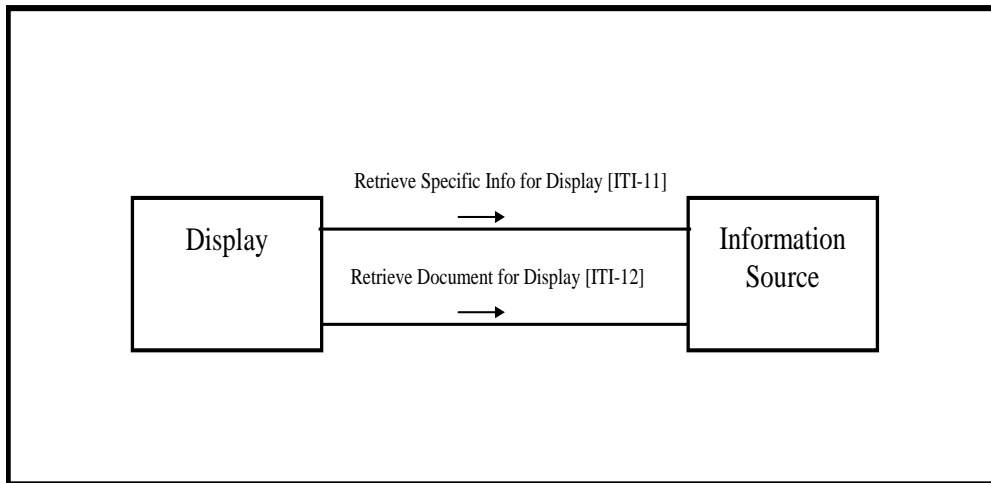 Retrieve Specific Info for Display [ITI-11]
Display
Information
Source
Retrieve Document for Display [ITI-12]